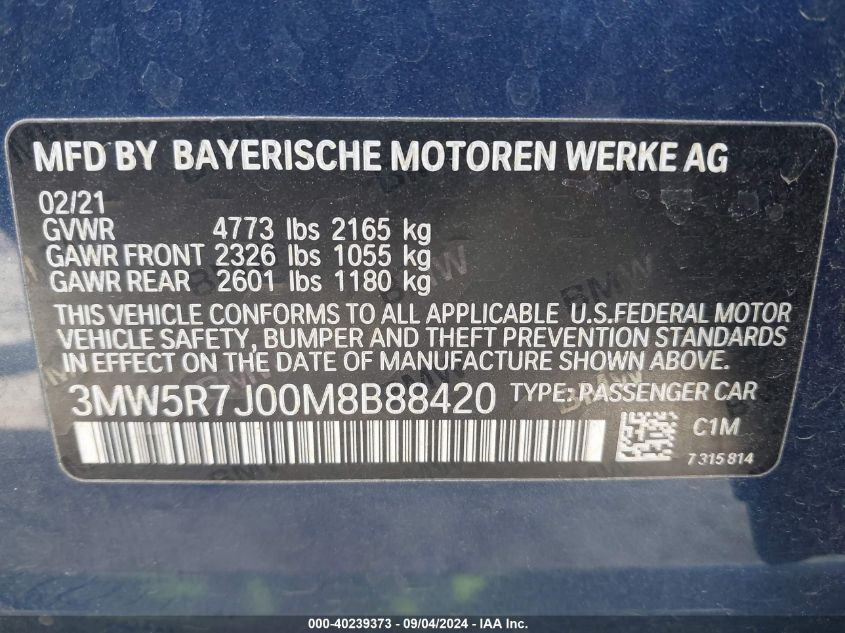 MFD BY BAYERISCHE MOTOREN WERKE AG
02/21
GVWR 4773 lbs 2165 kg
GAWR FRONT 2326 lbs 1055 kg
GAWR REAR 2601 lbs 1180 kg
THIS VEHICLE CONFORMS TO ALL APPLICABLE U.S.FEDERAL MOTOR
VEHICLE SAFETY, BUMPER AND THEFT PREVENTION STANDARDS
IN EFFECT ON THE DATE OF MANUFACTURE SHOWN ABOVE.
3MW5R7J00M8B88420 TYPE: PASSENGER CAR
C1M
7 315 814
000-40239373 - 09/04/2024 - IAA Inc.